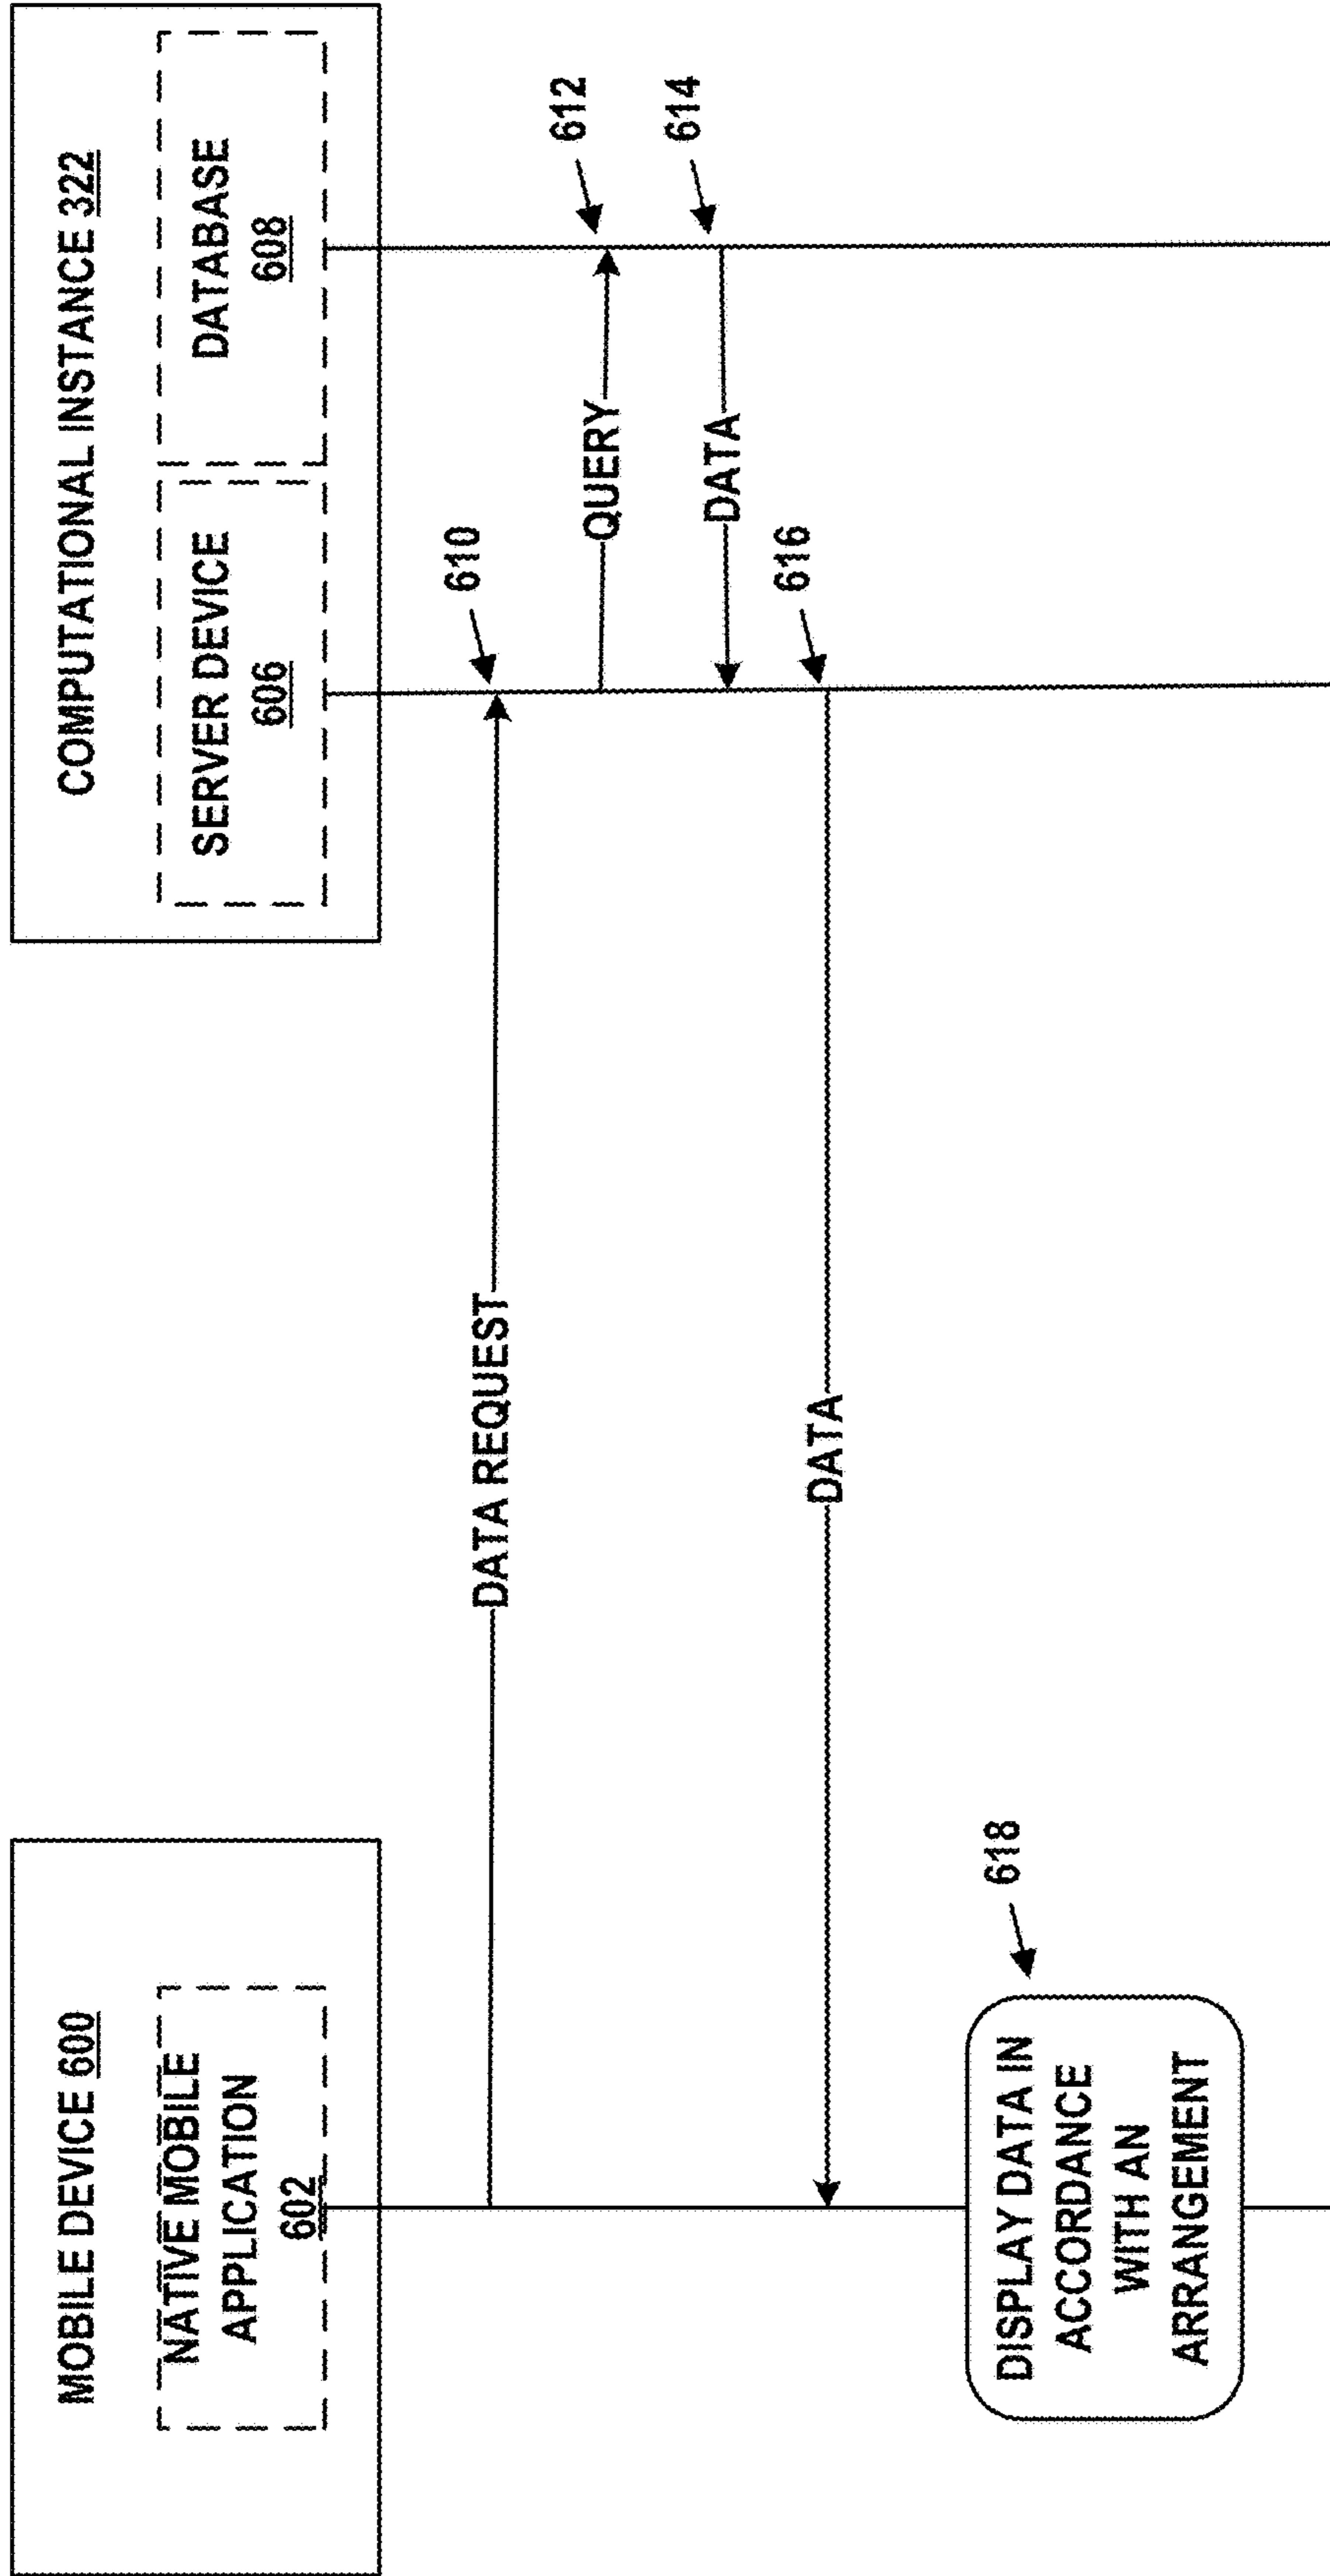 MOBILE DEVICE 600
NATIVE MOBILE
APPLICATION
602
COMPUTATIONAL INSTANCE 322
SERVER DEVICE
606
DATABASE
608
610
DATA REQUEST
612
QUERY
614
DATA
616
DATA
618
DISPLAY DATA IN
ACCORDANCE
WITH AN
ARRANGEMENT